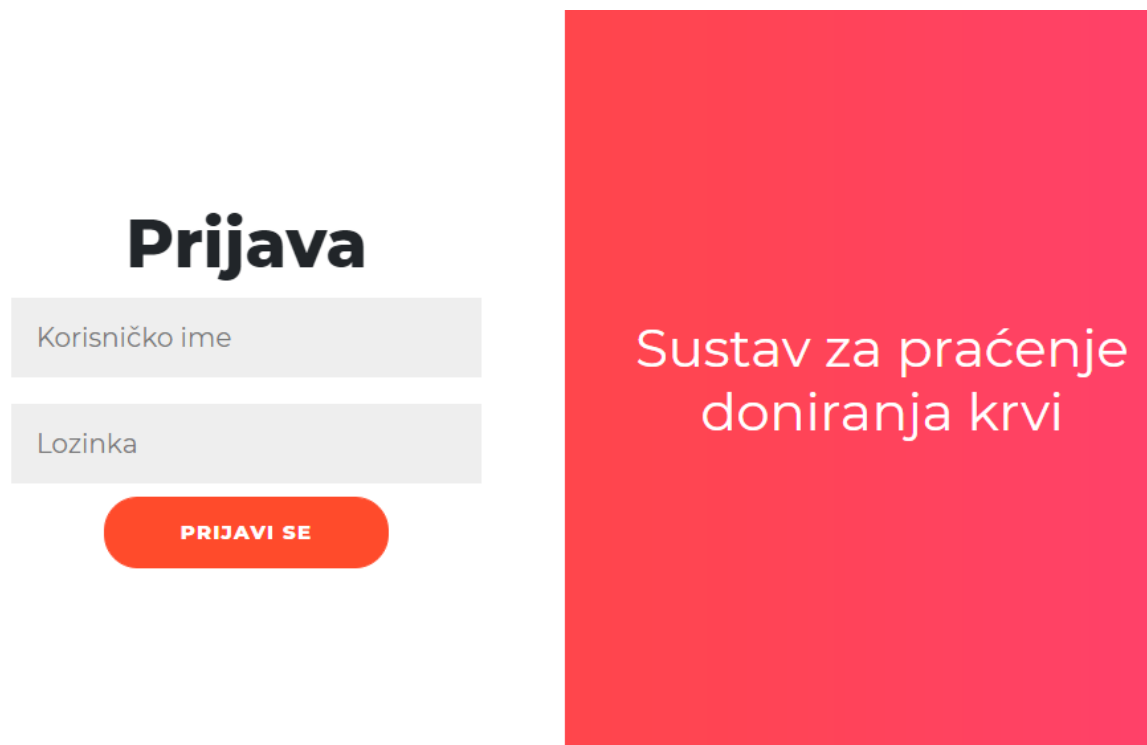 Prijava
Korisničko ime
Lozinka
PRIJAVI SE
Sustav za praćenje
doniranja krvi